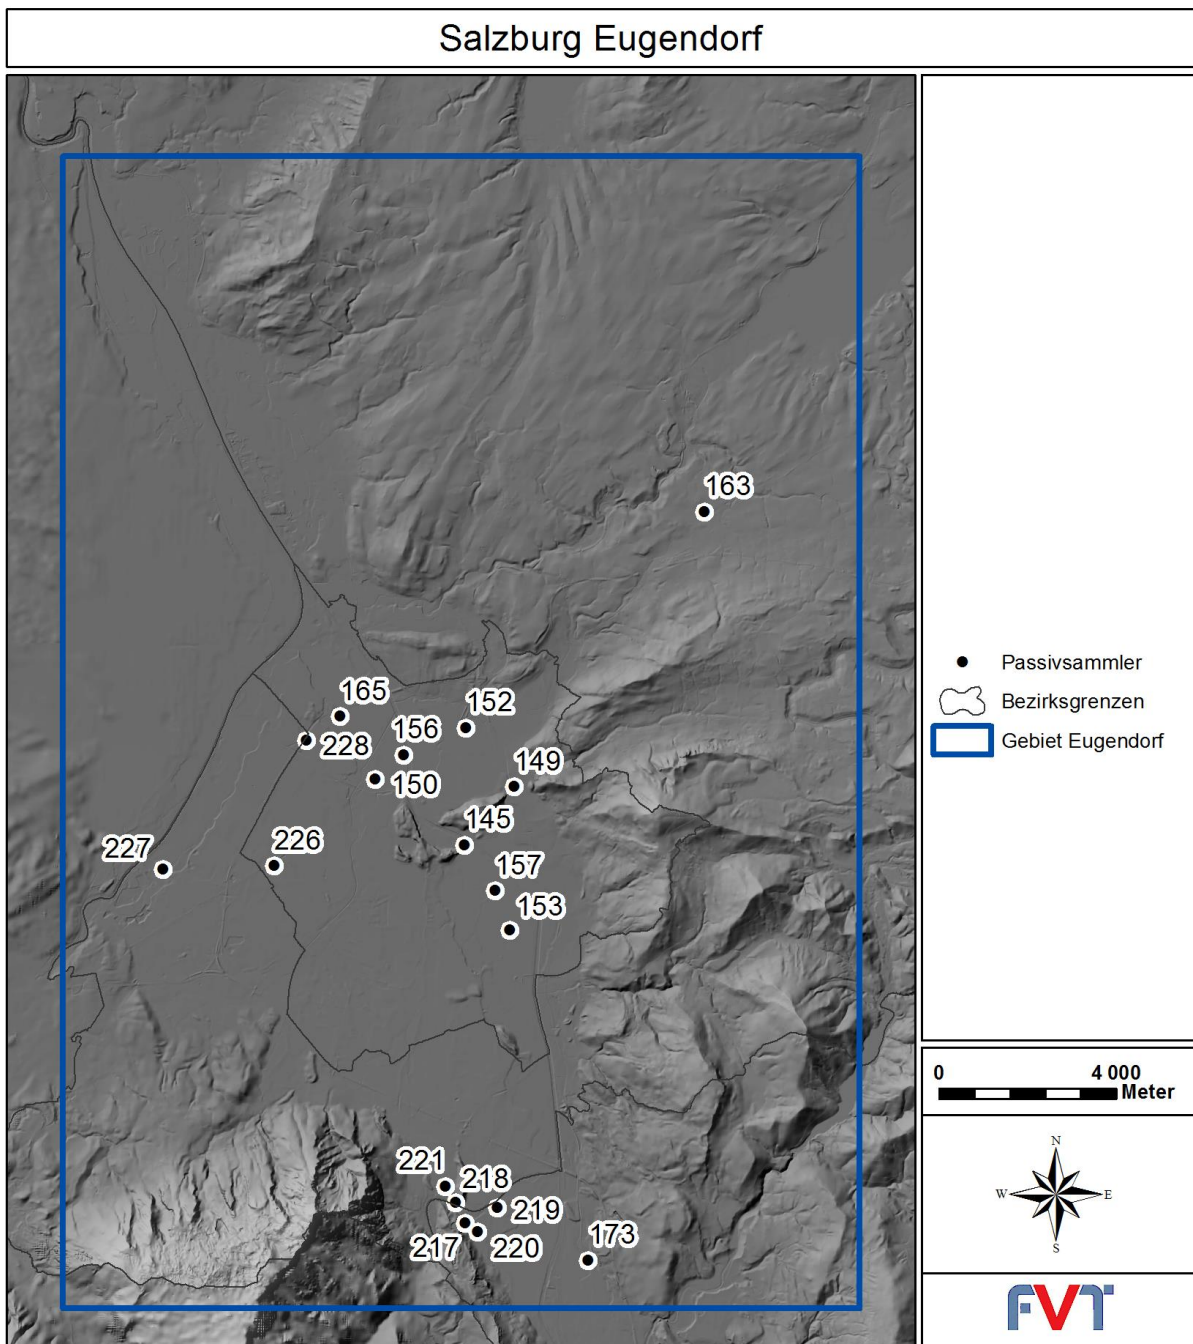 Salzburg Eugendorf
163
165
152
228
156
149
150
145
226
227
157
153
221
218
219
217
220
173
Passivsammler
Bezirksgrenzen
Gebiet Eugendorf
0 4 000
Meter
N
W E
S
FVT